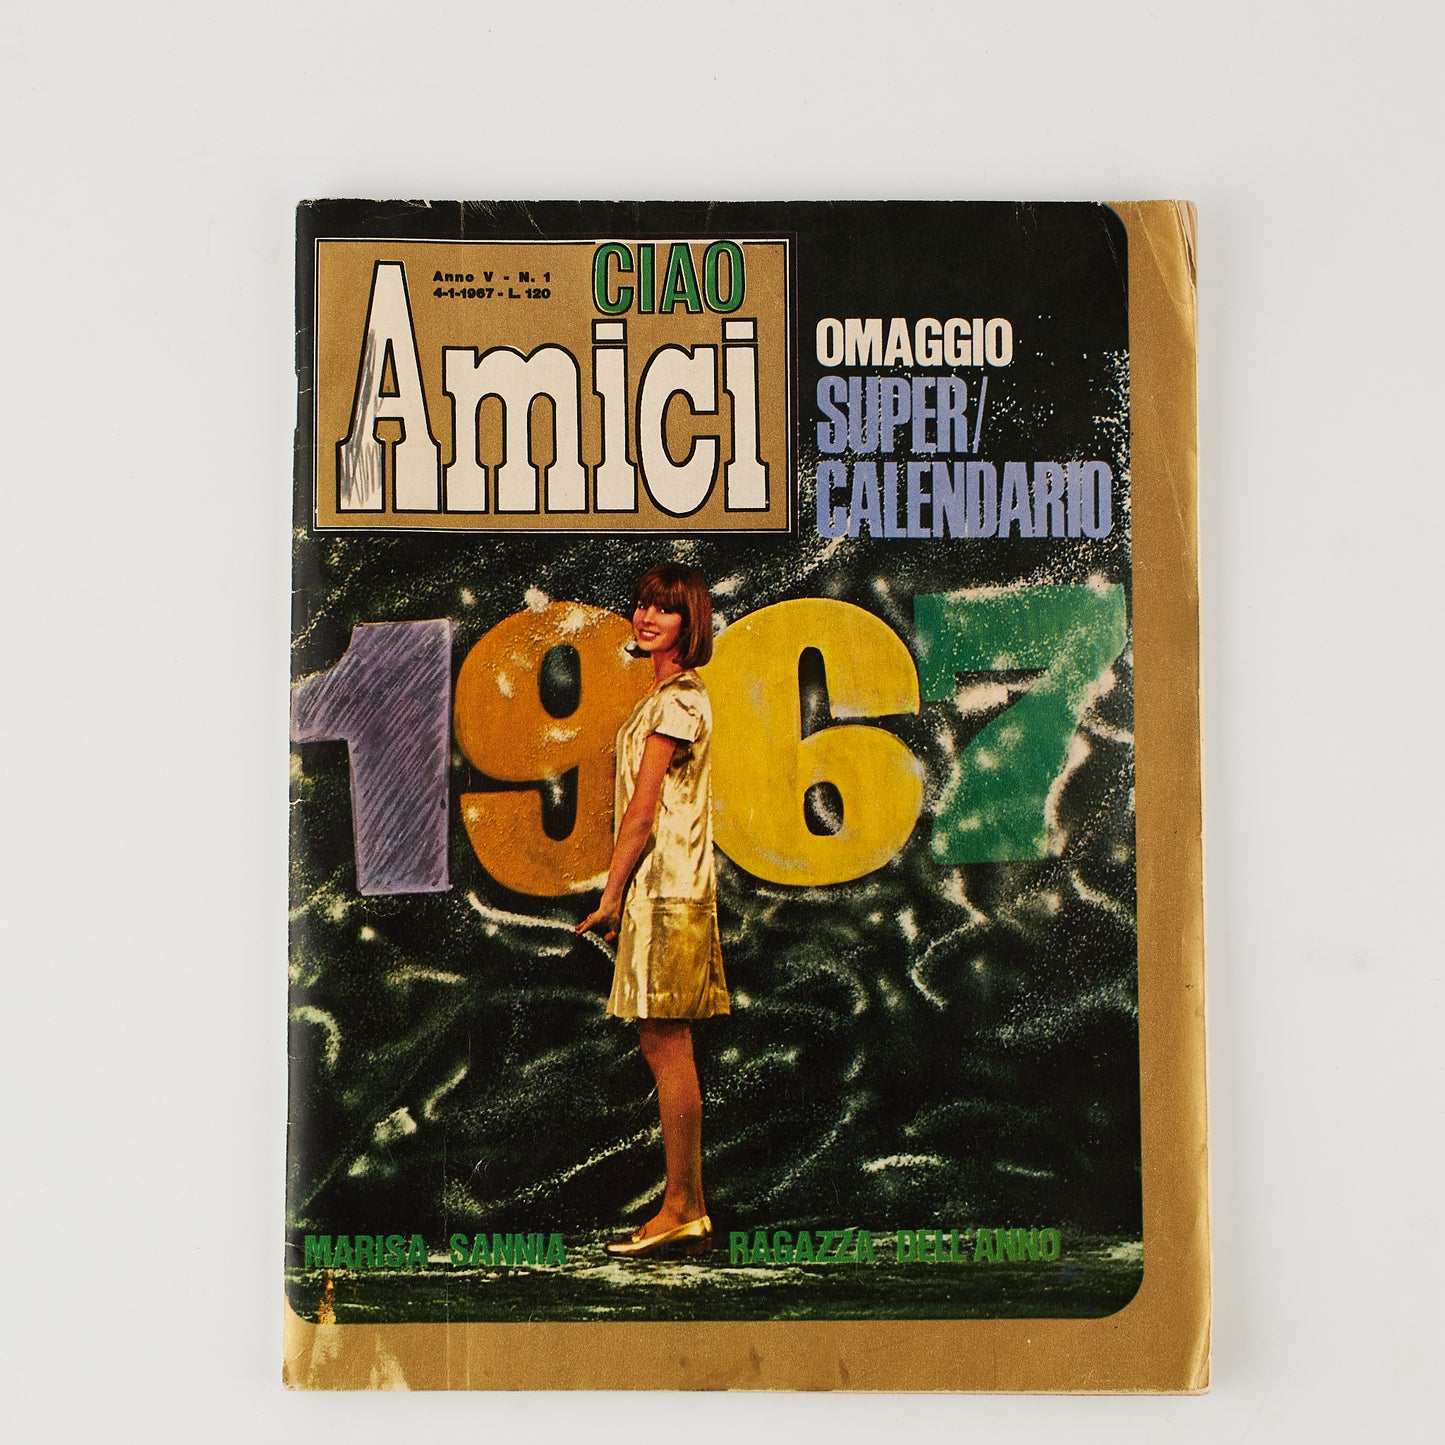 CIAO
Anno V - N. 1
4-1-1967 - L. 120
Amici
OMAGGIO
SUPER/
CALENDARIO
1967
MARISA SANNIA RAGAZZA DELL'ANNO